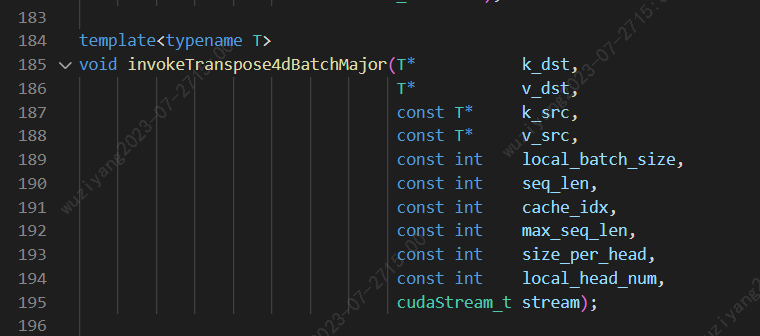 183
184 template<typename T>
185 void invokeTranspose4dBatchMajor(T* k_dst,
186 T* v_dst,
187 const T* k_src,
188 const T* v_src,
189 const int local_batch_size,
190 const int seq_len,
191 const int cache_idx,
192 const int max_seq_len,
193 const int size_per_head,
194 const int local_head_num,
195 cudaStream_t stream);
196